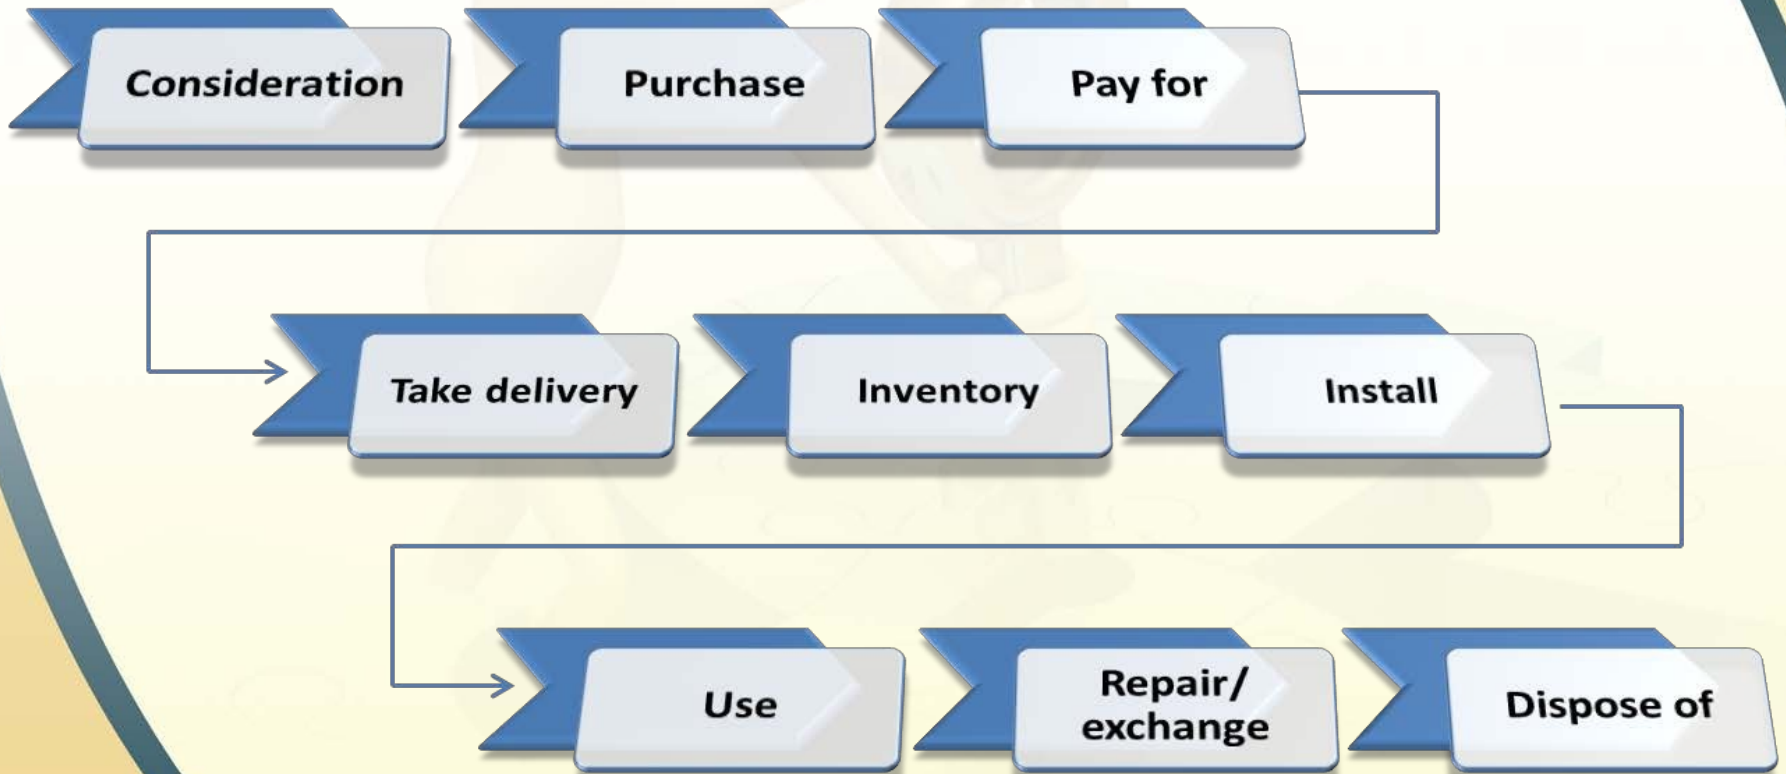 Consideration
Purchase
Pay for
Take delivery
Inventory
Install
Use
Repair/
exchange
Dispose of